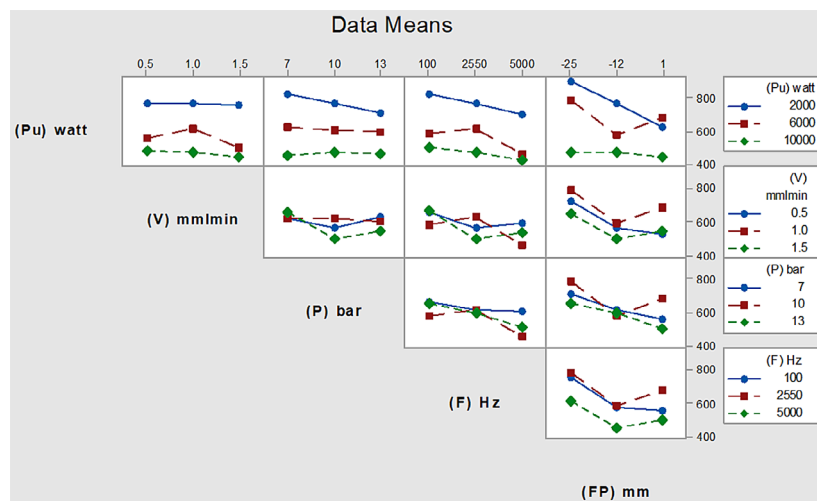 Data Means
0.5 1.0 1.5 7 10 13 100 2550 5000 -25 -12 1
(Pu) watt
800
600
400
(Pu) watt
2000
6000
10000
(V) mmlmin
800
600
400
(V)
mmlmin
0.5
1.0
1.5
(P) bar
800
600
400
(P) bar
7
10
13
(F) Hz
800
600
400
(F) Hz
100
2550
5000
(FP) mm